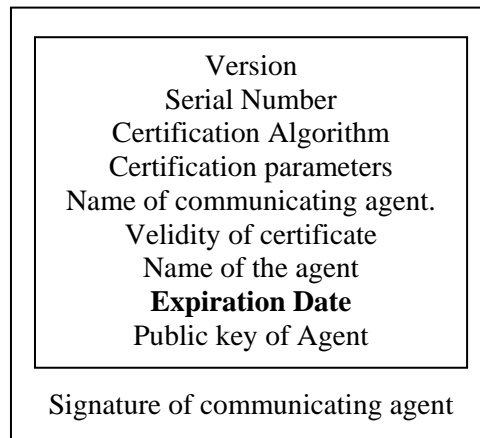 Version
Serial Number
Certification Algorithm
Certification parameters
Name of communicating agent.
Velidity of certificate
Name of the agent
Expiration Date
Public key of Agent
Signature of communicating agent